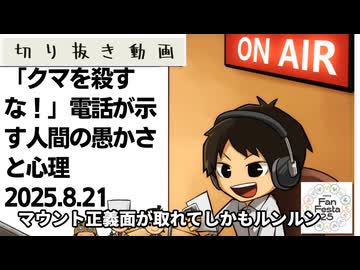 切り抜き動画
ON AIR
「クマを殺す
な！」電話が示
す人間の愚かさ
と心理
2025.8.21
Fan
Festa
25
マウント正義面が取れてしかもルンルン